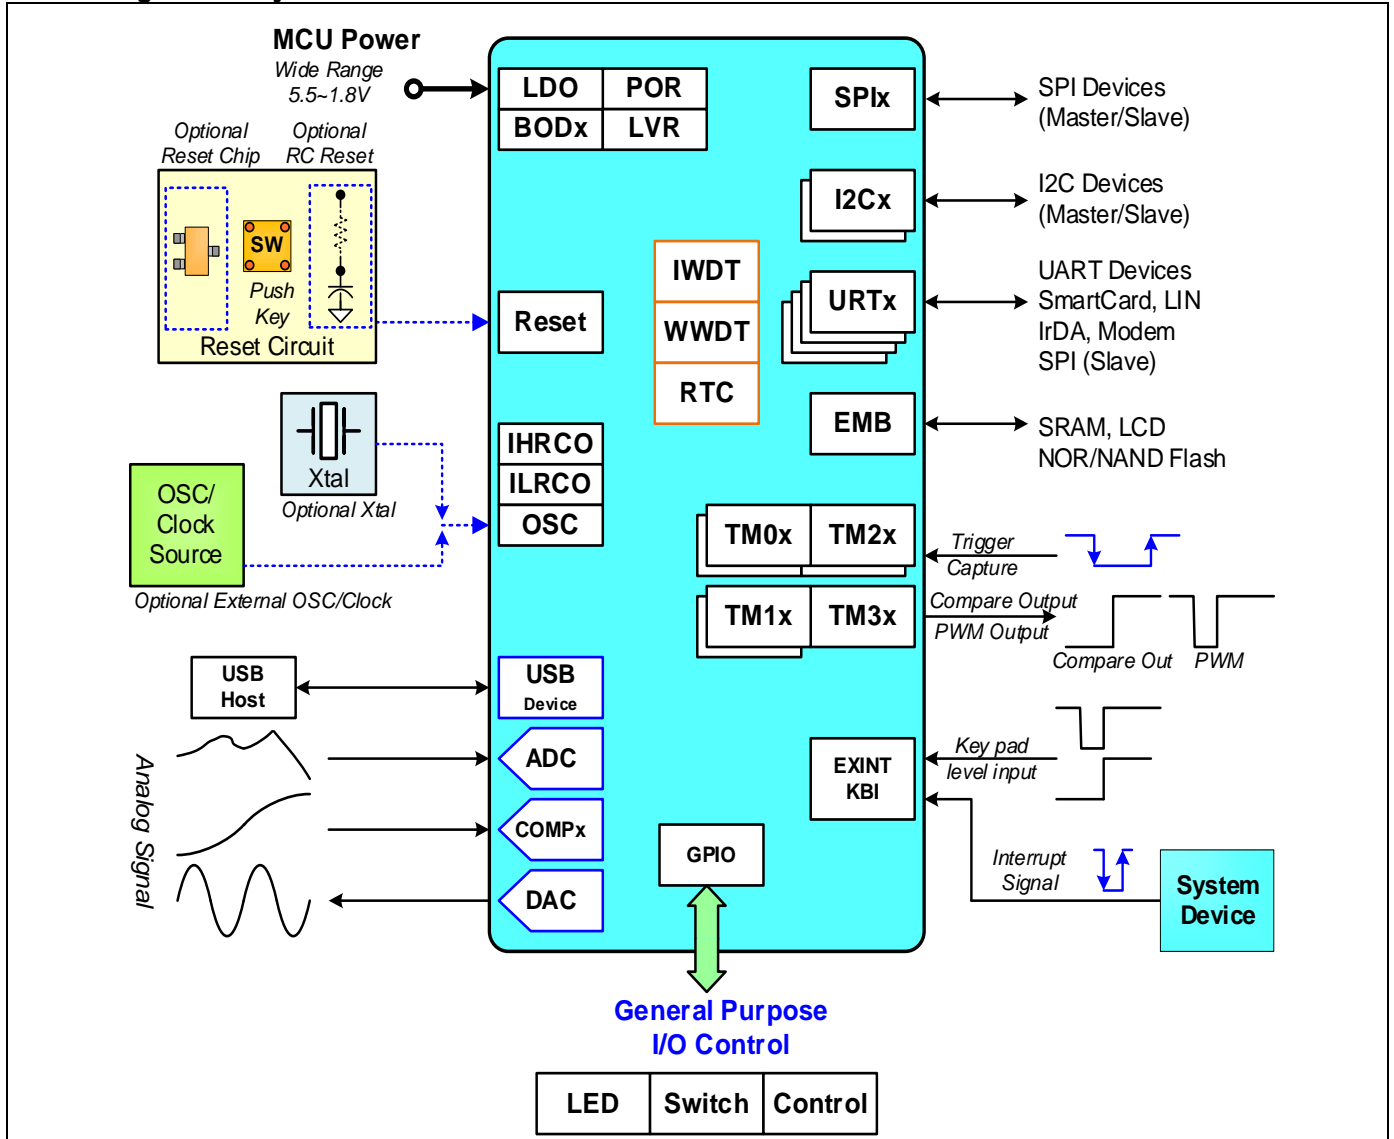 MCU Power
Wide Range
5.5~1.8V
Optional
Reset Chip
Optional
RC Reset
SW
Push
Key
Reset Circuit
Xtal
Optional Xtal
OSC/
Clock
Source
Optional External OSC/Clock
USB
Host
Analog Signal
LDO
POR
BODx
LVR
Reset
IHRCO
ILRCO
OSC
USB
Device
ADC
COMPx
DAC
IWDT
WWDT
RTC
GPIO
SPIx
I2Cx
URTx
EMB
TM0x
TM2x
TM1x
TM3x
EXINT
KBI
SPI Devices
(Master/Slave)
I2C Devices
(Master/Slave)
UART Devices
SmartCard, LIN
IrDA, Modem
SPI (Slave)
SRAM, LCD
NOR/NAND Flash
Trigger
Capture
Compare Output
PWM Output
Compare Out
PWM
Key pad
level input
Interrupt
Signal
System
Device
General Purpose
I/O Control
LED
Switch
Control